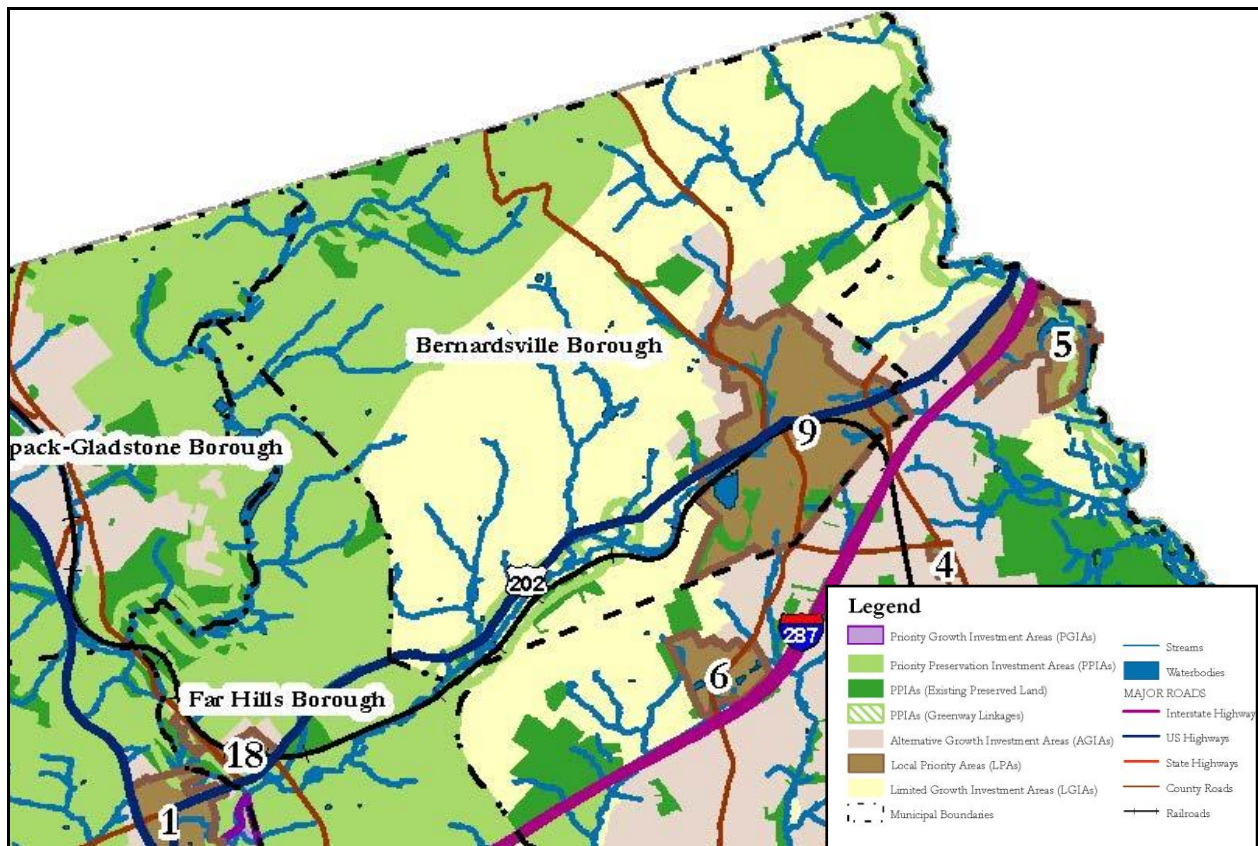 5
Bernardsville Borough
9
pack-Gladstone Borough
4
202
287
6
Far Hills Borough
18
1
Legend
Priority Growth Investment Areas (PGIAs)
Priority Preservation Investment Areas (PPIAs)
PPIAs (Existing Preserved Land)
PPIAs (Greenway Linkages)
Alternative Growth Investment Areas (AGIAs)
Local Priority Areas (LPAs)
Limited Growth Investment Areas (LGIAs)
Municipal Boundaries
Streams
Waterbodies
MAJOR ROADS
Interstate Highway
US Highways
State Highways
County Roads
Railroads